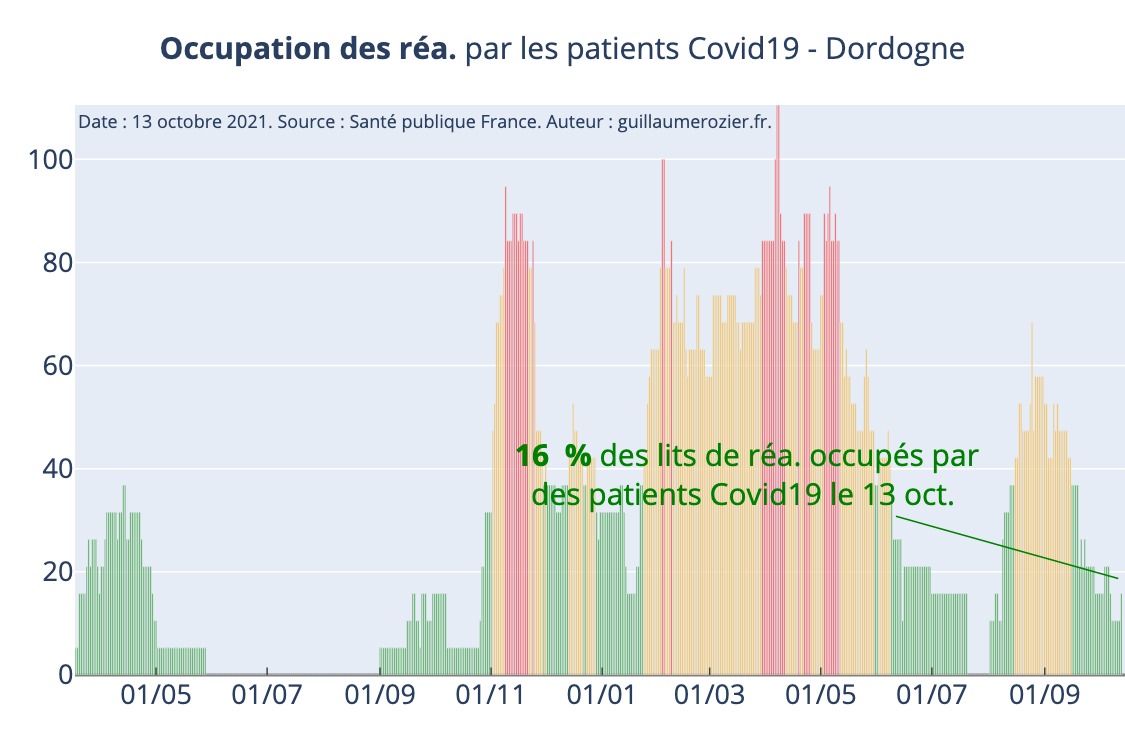 Occupation des réa. par les patients Covid19 - Dordogne
Date : 13 octobre 2021. Source : Santé publique France. Auteur : guillaumerozier.fr.
100
80
60
40
20
0
16 % des lits de réa. occupés par
des patients Covid19 le 13 oct.
01/05 01/07 01/09 01/11 01/01 01/03 01/05 01/07 01/09